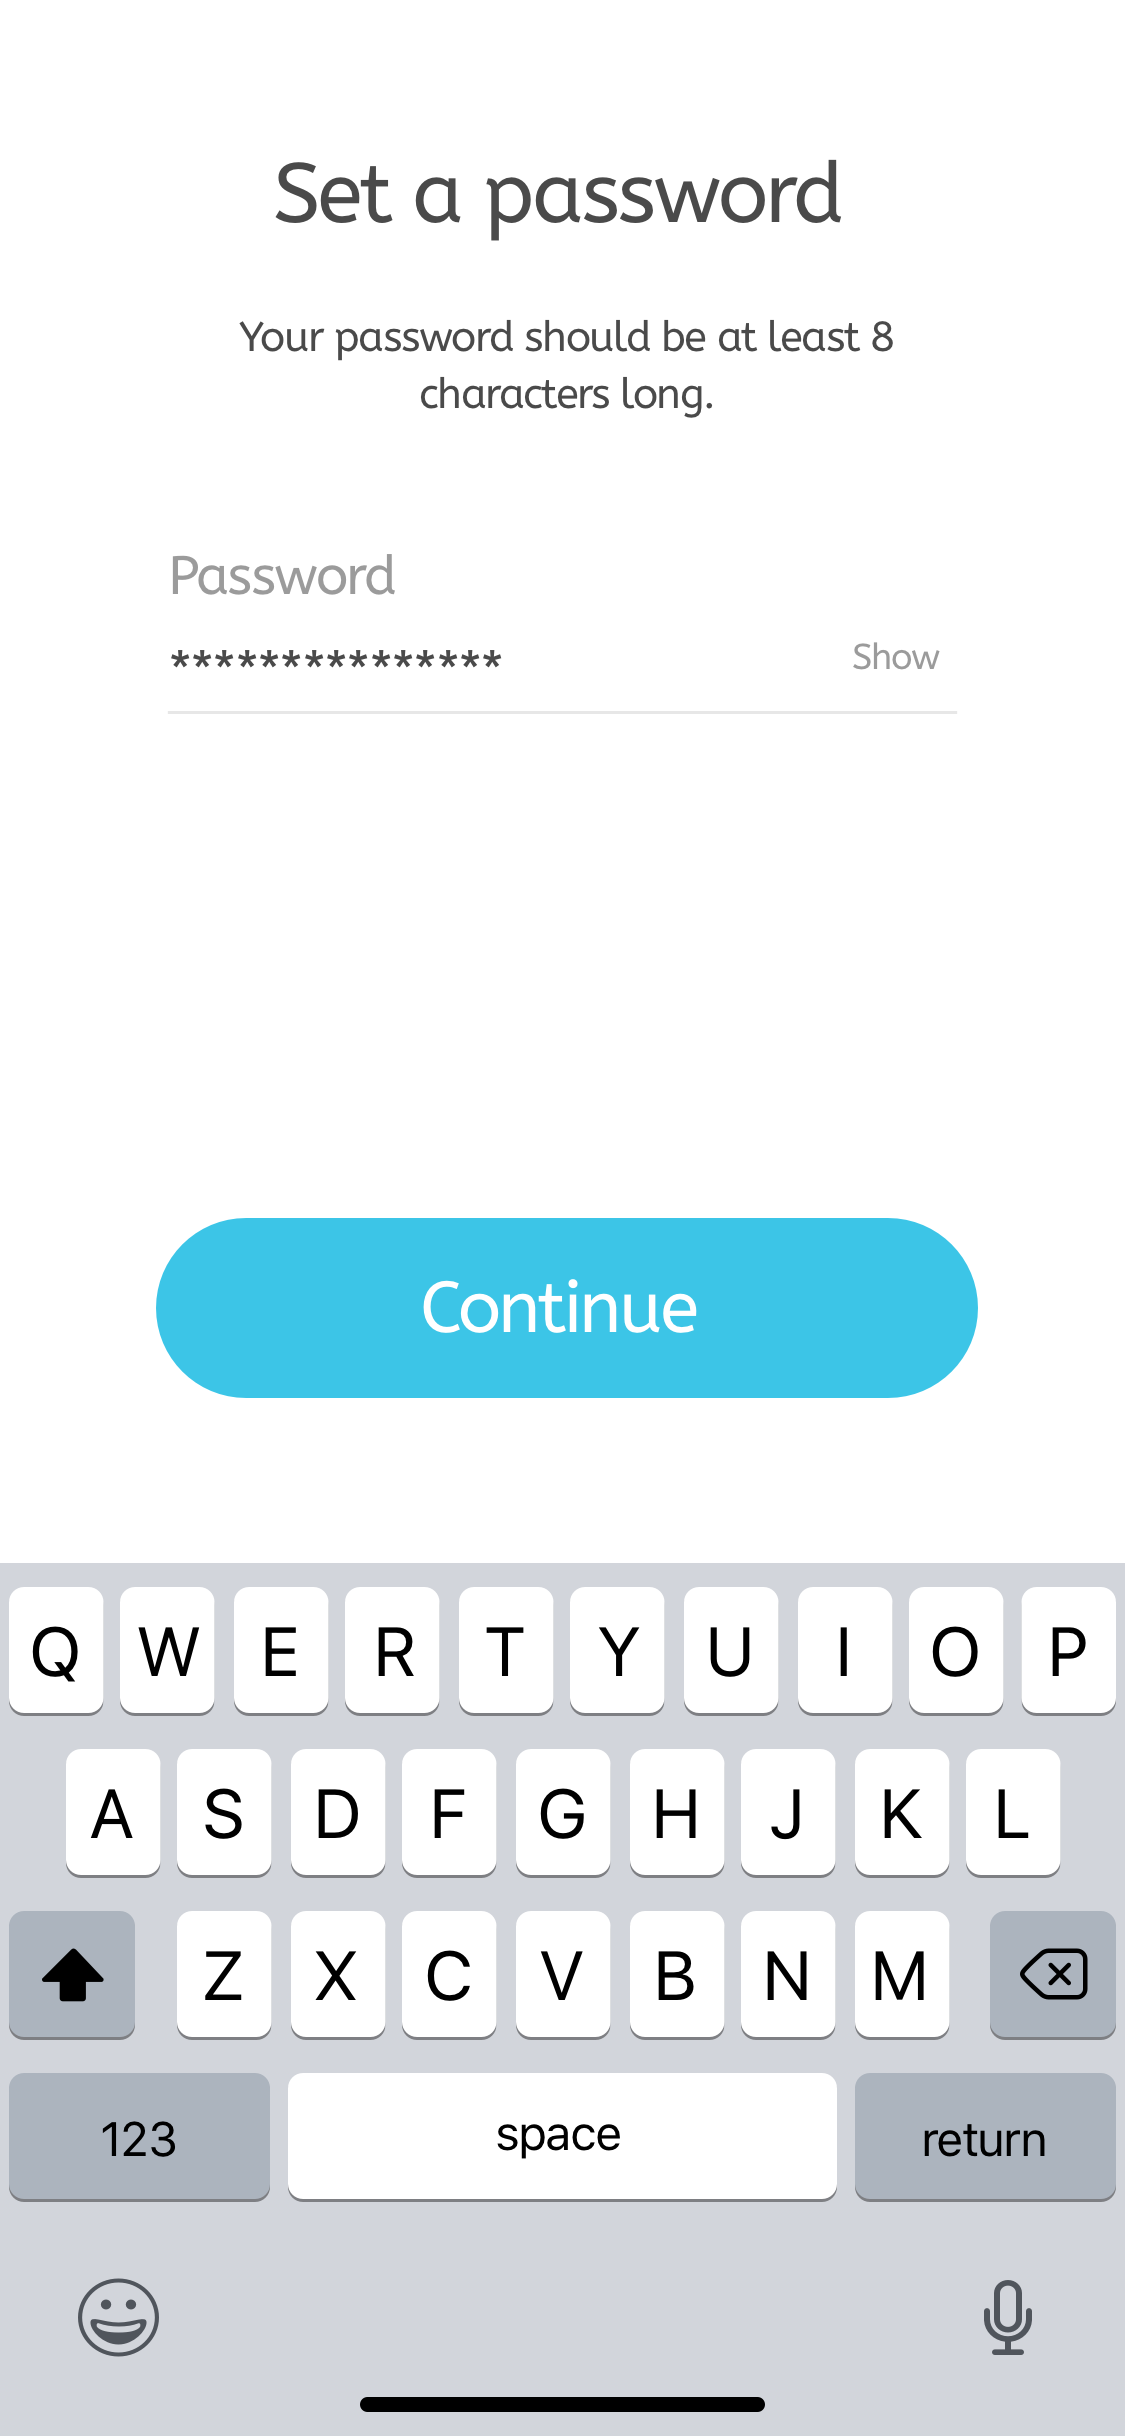 Set a password
Your password should be at least 8
characters long.
Password
*************** Show
Continue
Q W E R T Y U I O P
A S D F G H J K L
Z X C V B N M
123 space return